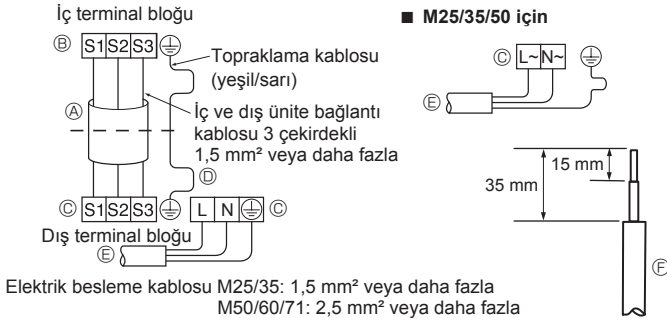 İç terminal bloğu
Ⓑ S1 S2 S3
Topraklama kablosu
(yeşil/sarı)
Ⓐ
İç ve dış ünite bağlantı
kablosu 3 çekirdekli
1,5 mm² veya daha fazla
Ⓓ
Ⓒ S1 S2 S3 L N Ⓒ
Dış terminal bloğu
Ⓔ
■ M25/35/50 için
Ⓒ L~ N~
Ⓔ
15 mm
35 mm
Ⓕ
Elektrik besleme kablosu M25/35: 1,5 mm² veya daha fazla
M50/60/71: 2,5 mm² veya daha fazla